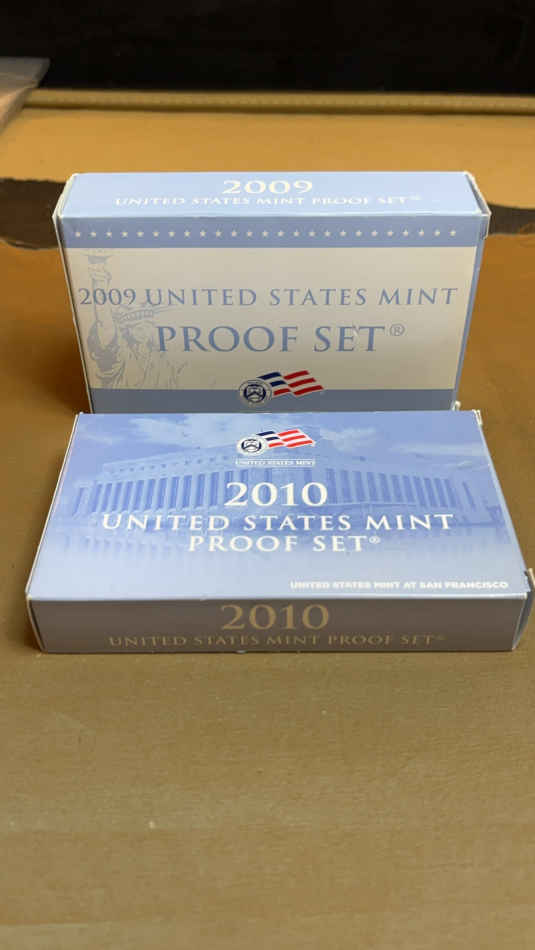 2009
UNITED STATES MINT PROOF SET®
2009 UNITED STATES MINT
PROOF SET®
UNITED STATES MINT
2010
UNITED STATES MINT
PROOF SET®
UNITED STATES MINT AT SAN FRANCISCO
2010
UNITED STATES MINT PROOF SET®